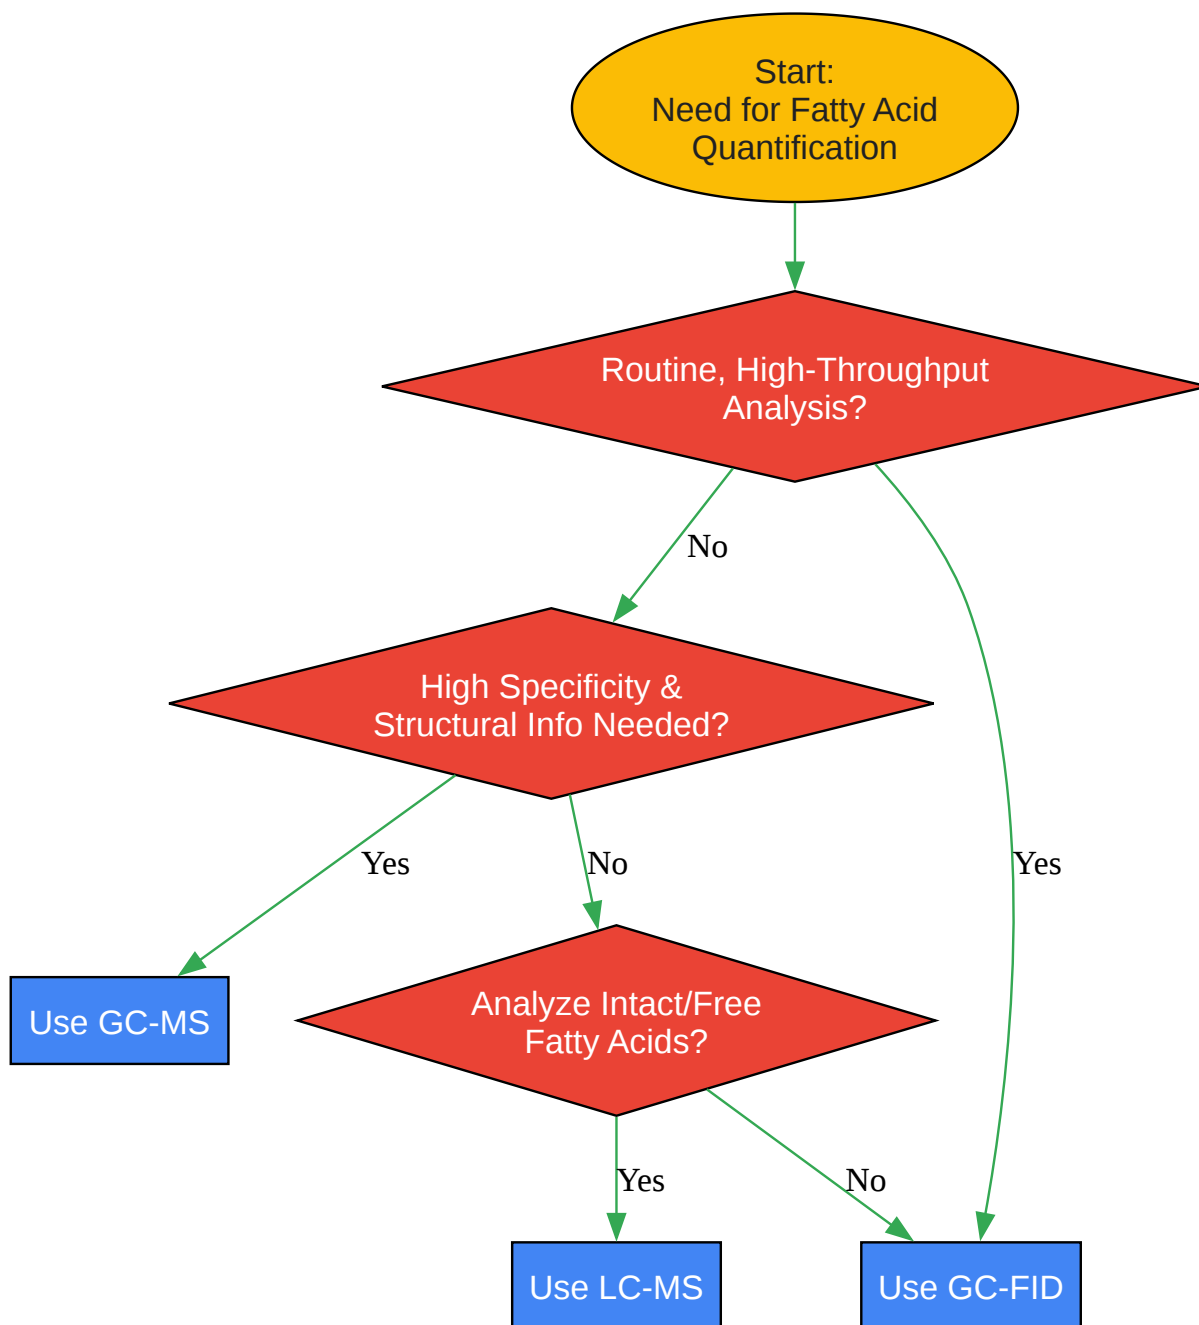 Start:
Need for Fatty Acid
Quantification
Routine, High-Throughput
Analysis?
No
High Specificity &
Structural Info Needed?
Yes
No
Yes
Analyze Intact/Free
Fatty Acids?
Use GC-MS
Yes
No
Use LC-MS
Use GC-FID